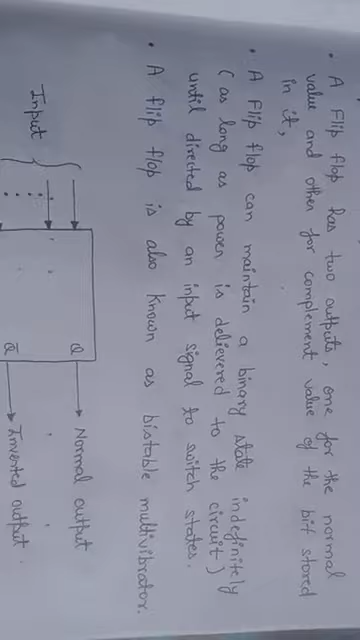 • A Flip flop has two outputs, one for the normal
value and other for complement value of the bit stored
in it,
• A Flip flop can maintain a binary state indefinitely
(as long as power is delievered to the circuit)
until directed by an input signal to switch states.
• A flip flop is also known as bistable multivibrator.
Input
Q → Normal output
Q̅ → Invented output.